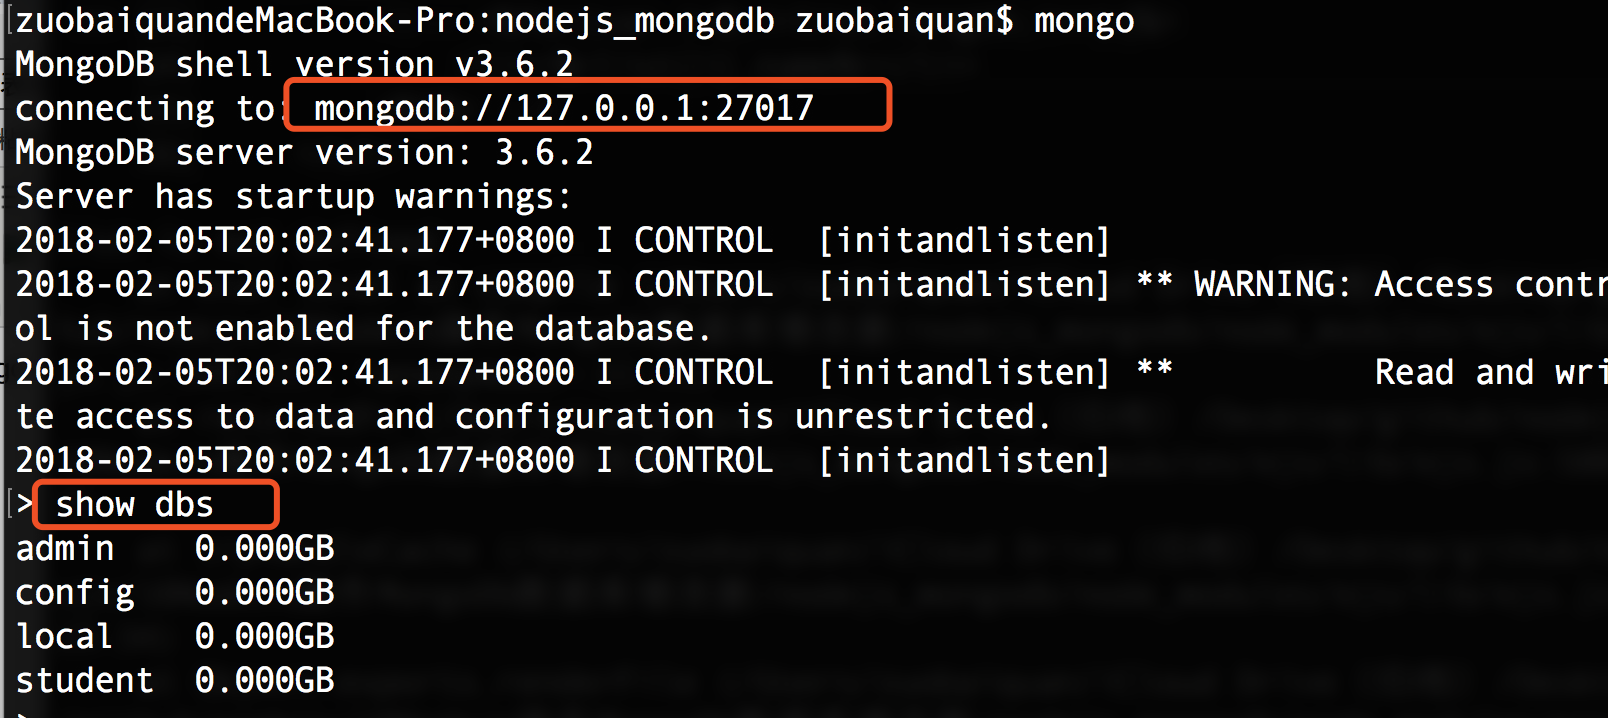 zuobaiquandeMacBook-Pro:nodejs_mongodb zuobaiquan$ mongo
MongoDB shell version v3.6.2
connecting to: mongodb://127.0.0.1:27017
MongoDB server version: 3.6.2
Server has startup warnings:
2018-02-05T20:02:41.177+0800 I CONTROL  [initandlisten]
2018-02-05T20:02:41.177+0800 I CONTROL  [initandlisten] ** WARNING: Access contr
ol is not enabled for the database.
2018-02-05T20:02:41.177+0800 I CONTROL  [initandlisten] **          Read and wri
te access to data and configuration is unrestricted.
2018-02-05T20:02:41.177+0800 I CONTROL  [initandlisten]
> show dbs
admin    0.000GB
config   0.000GB
local    0.000GB
student  0.000GB
>